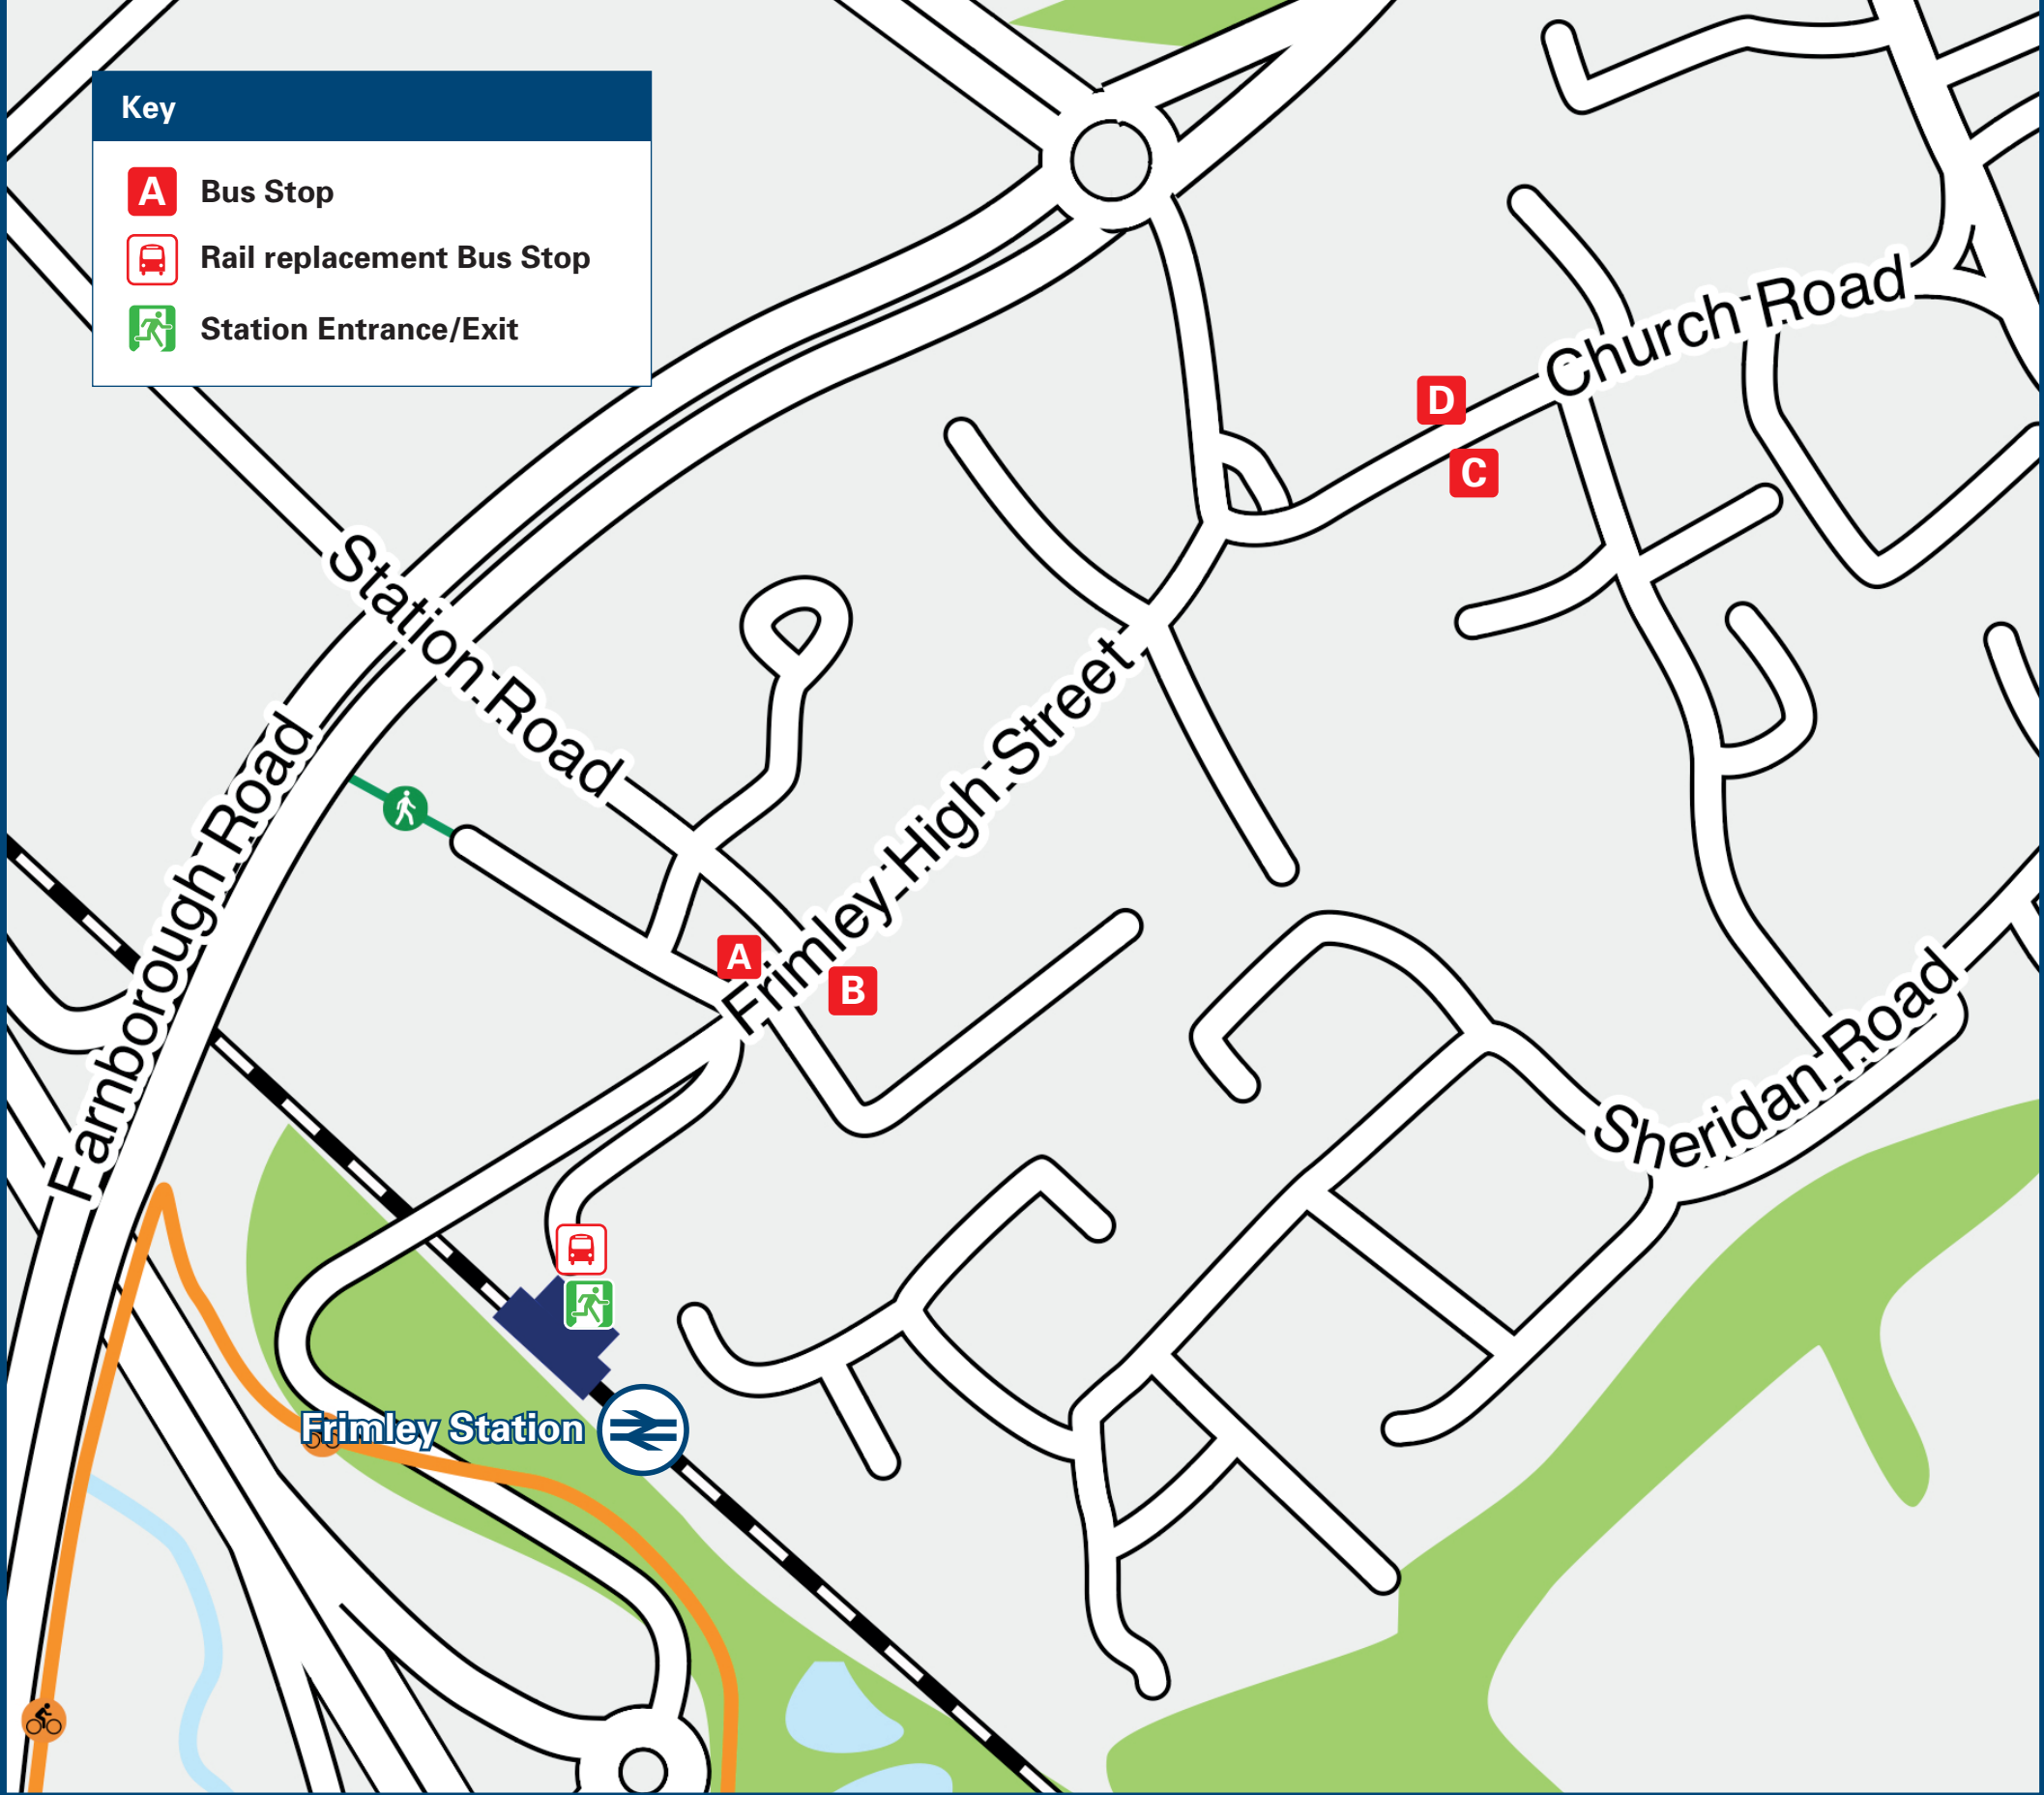 Key
A Bus Stop
Rail replacement Bus Stop
Station Entrance/Exit
Church Road
D
C
Station Road
Frimley High Street
Farnborough Road
A
B
Sheridan Road
Frimley Station